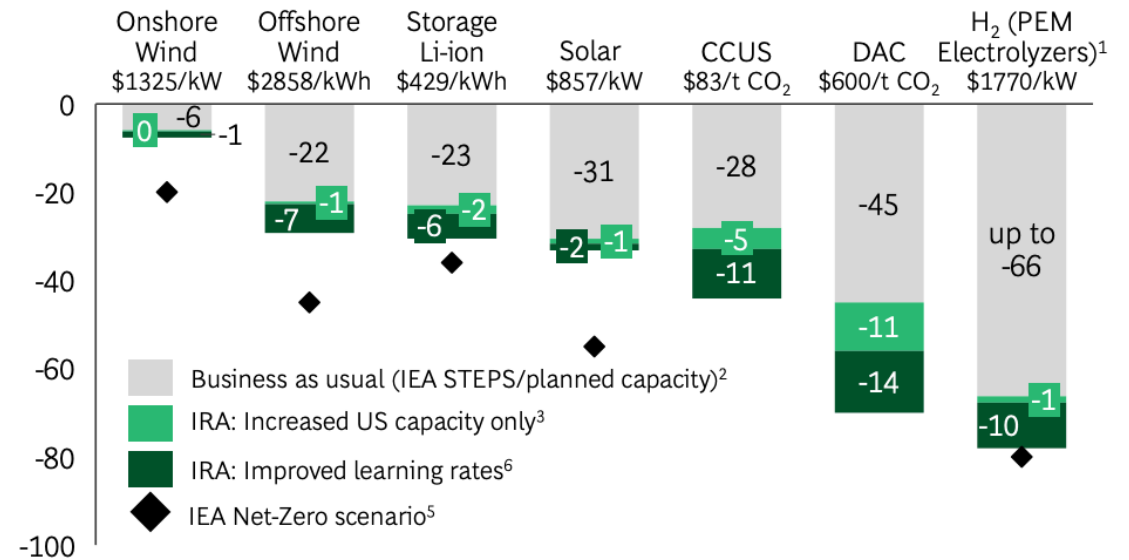 Onshore
Wind
$1325/kW
Offshore
Wind
$2858/kWh
Storage
Li-ion
$429/kWh
Solar
$857/kW
CCUS
$83/t CO₂
DAC
$600/t CO₂
H₂ (PEM
Electrolyzers)¹
$1770/kW
0
-20
-40
-60
-80
-100
-6
0
-1
-22
-1
-7
-23
-2
-6
-31
-2
-1
-28
-5
-11
-45
-11
-14
up to
-66
-1
-10
Business as usual (IEA STEPS/planned capacity)²
IRA: Increased US capacity only³
IRA: Improved learning rates⁶
IEA Net-Zero scenario⁵